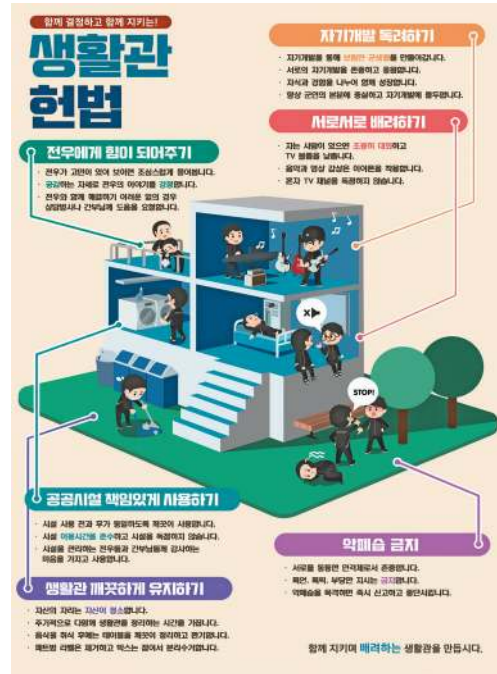 함께 결정하고 함께 지키는!
생활관
헌법
전우에게 힘이 되어주기
· 전우가 고민이 있어 보이면 조심스럽게 물어봅니다.
· 공감하는 자세로 전우의 이야기를 경청합니다.
· 전우와 함께 해결하기 어려운 일의 경우
상담병사나 간부님께 도움을 요청합니다.
자기개발 독려하기
· 자기개발을 통해 군생활을 만들어갑니다.
· 서로의 자기개발을 존중하고 응원합니다.
· 지식과 경험을 나누어 함께 성장합니다.
· 항상 군인의 본분에 충실하고 자기개발에 힘씁니다.
서로서로 배려하기
· 자는 사람이 있으면 조용히 대화하고
TV 볼륨을 낮춥니다.
· 음악과 영상 감상은 이어폰을 착용합니다.
· 혼자 TV 채널을 독점하지 않습니다.
STOP!
공공시설 책임있게 사용하기
· 시설 사용 전과 후가 동일하도록 깨끗이 사용합니다.
· 시설 이용시간을 준수하고 시설을 독점하지 않습니다.
· 시설을 관리하는 전우들과 간부님들께 감사하는
마음을 가지고 사용합니다.
생활관 깨끗하게 유지하기
· 자신의 자리는 자신이 청소합니다.
· 주기적으로 다함께 생활관을 정리하는 시간을 가집니다.
· 음식물 취식 후에는 테이블을 깨끗이 정리하고 환기합니다.
· 페트병 라벨은 제거하고 박스는 접어서 분리수거합니다.
악폐습 금지
· 서로를 동등한 인격체로서 존중합니다.
· 폭언, 폭력, 부당한 지시는 금지합니다.
· 악폐습을 목격하면 즉시 신고하고 중단시킵니다.
함께 지키며 배려하는 생활관을 만듭시다.